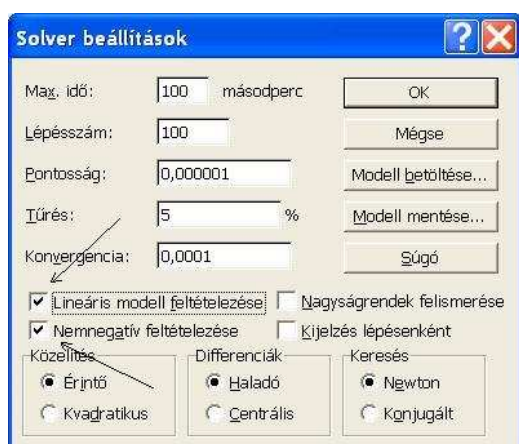 Solver beállítások
Max. idő: 100 másodperc OK
Lépésszám: 100 Mégse
Pontosság: 0,000001 Modell betöltése...
Tűrés: 5 % Modell mentése...
Konvergencia: 0,0001 Súgó
Lineáris modell feltételezése Nagyságrendek felismerése
Nemnegatív feltételezése Kijelzés lépésenként
Közelítés Differenciák Keresés
Érintő Haladó Newton
Kvadratikus Centrális Konjugált